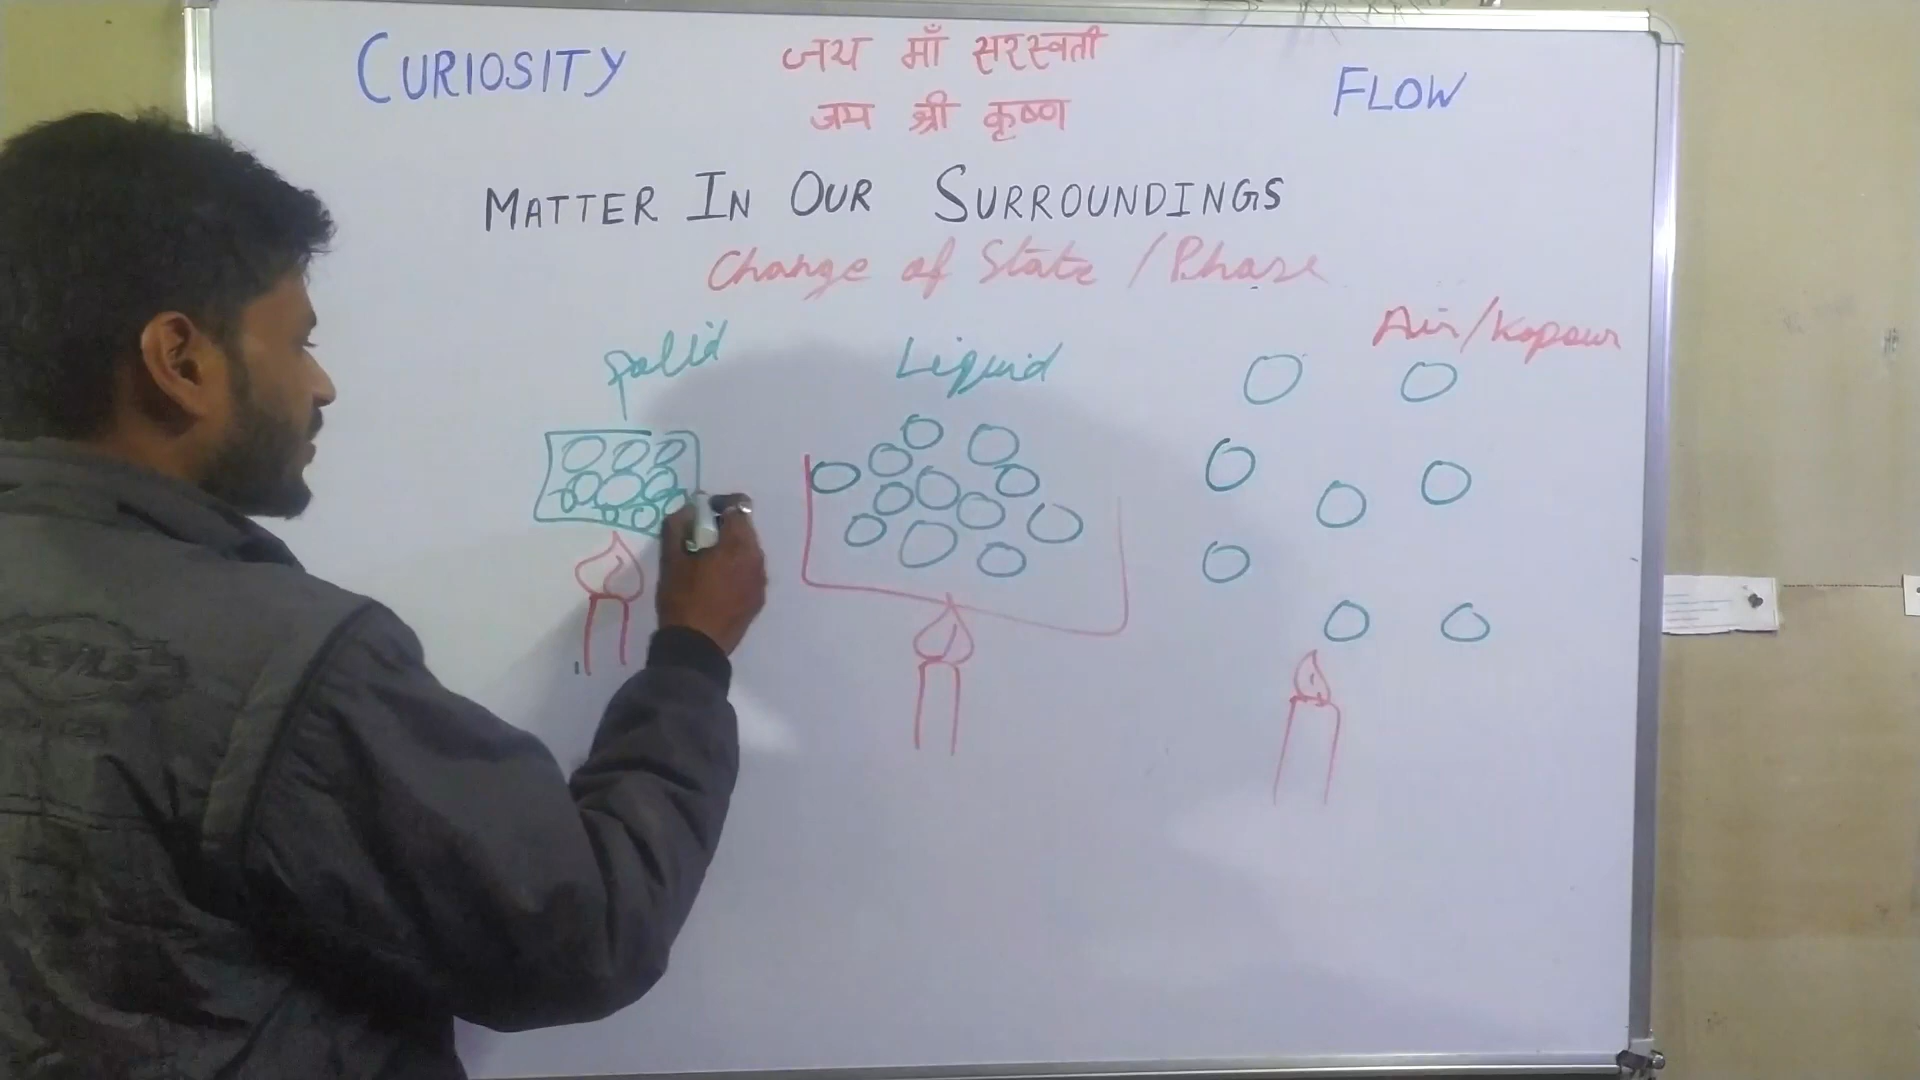 CURIOSITY
जय माँ सरस्वती
जय श्री कृष्ण
FLOW
MATTER IN OUR SURROUNDINGS
Change of State / Phase
Solid
Liquid
Air/Vapour